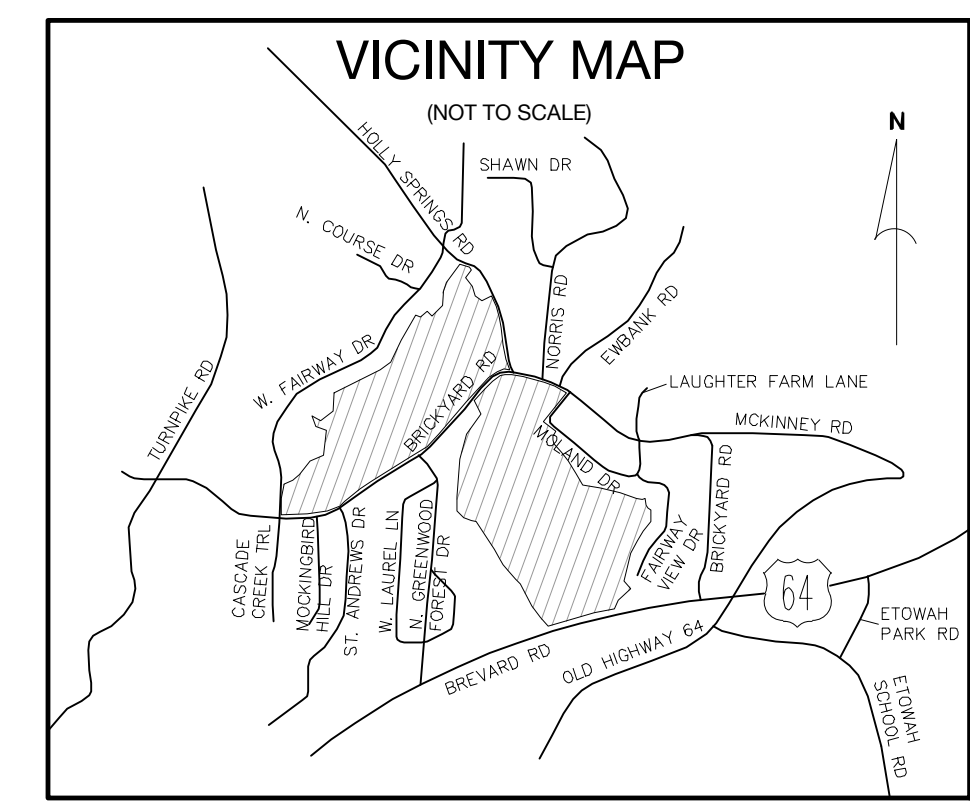 VICINITY MAP
(NOT TO SCALE)
N
HOLLY SPRINGS RD
SHAWN DR
N. COURSE DR
NORRIS RD
EWBANK RD
W. FAIRWAY DR
TURNPIKE RD
BRICKYARD RD
LAUGHTER FARM LANE
MCKINNEY RD
MOLAND DR
BRICKYARD RD
FAIRWAY
VIEW DR
CASCADE
CREEK TRL
MOCKINGBIRD
HILL DR
ST. ANDREWS DR
W. LAUREL LN
N. GREENWOOD
FOREST DR
64
BREVARD RD
OLD HIGHWAY 64
ETOWAH
PARK RD
ETOWAH
SCHOOL RD